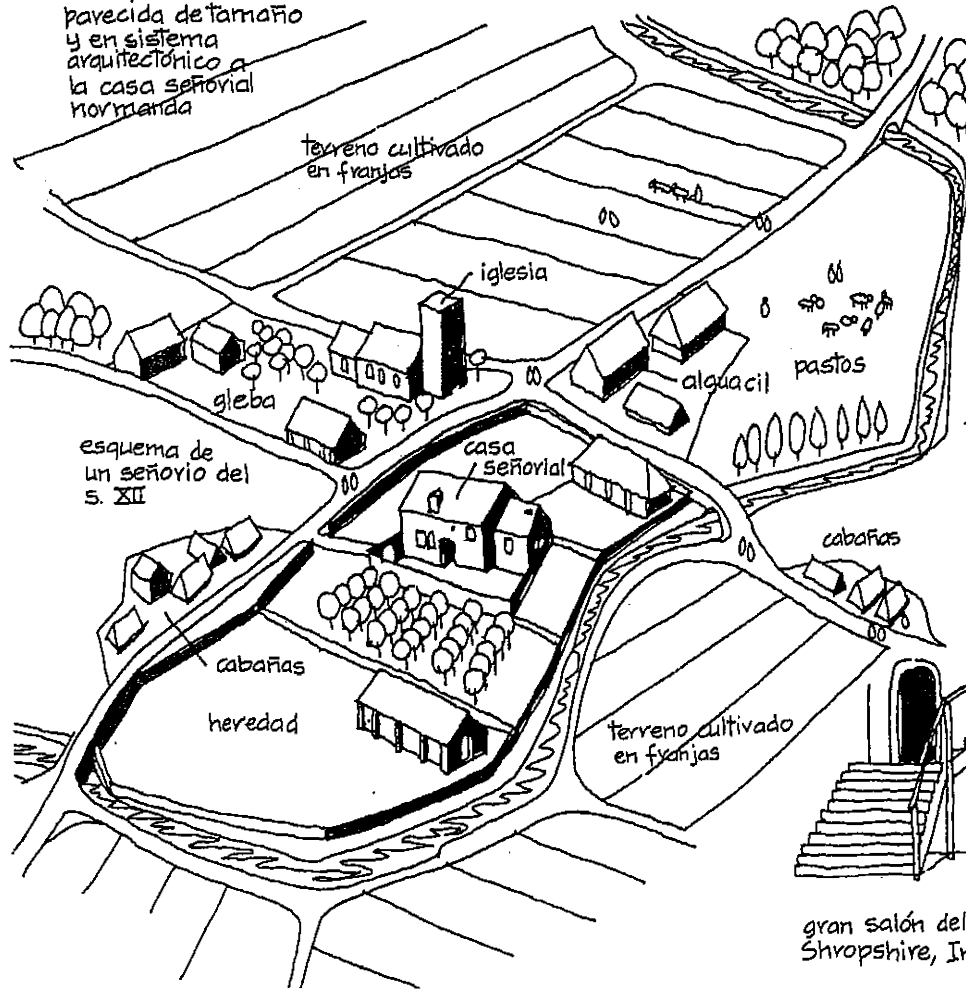 parecida de tamaño
y en sistema
arquitectónico a
la casa señorial
normanda
terreno cultivado
en franjas
iglesia
alguacil
pastos
gleba
esquema de
un señorío del
s. XII
casa
señorial
cabañas
cabañas
heredad
terreno cultivado
en franjas
gran salón del
Shropshire,